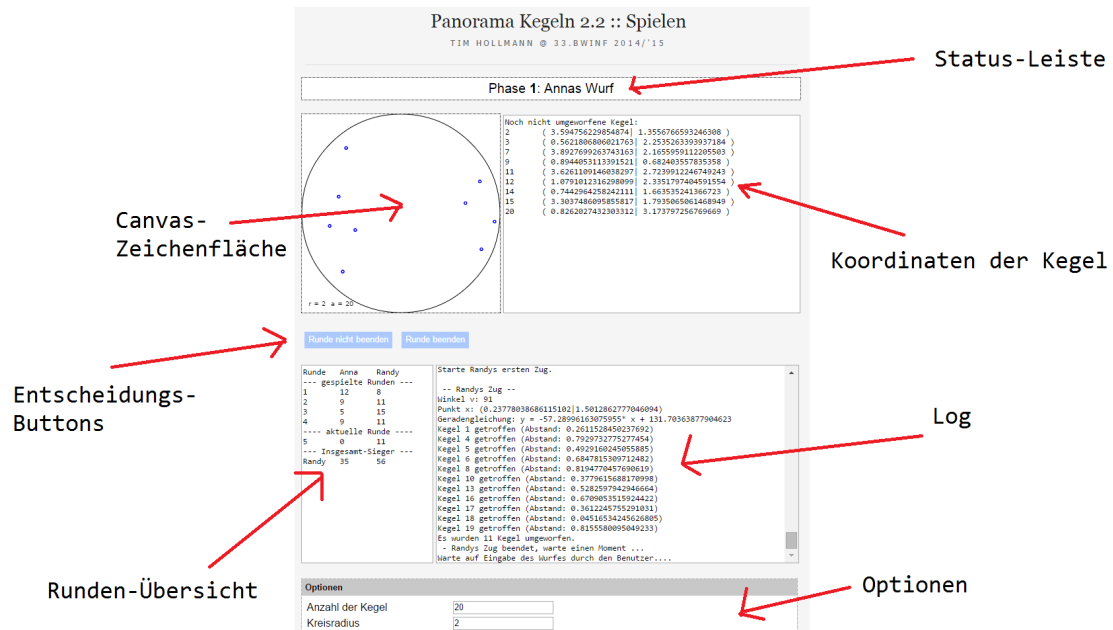 Panorama Kegeln 2.2 :: Spielen
TIM HOLLMANN @ 33.BWINF 2014/'15
Status-Leiste
Phase 1: Annas Wurf
Noch nicht umgeworfene Kegel:
2 ( 3.594756229854874| 1.3556766593246308 )
3 ( 0.5621806806021763| 2.2535263393937184 )
7 ( 3.8927699263743163| 2.1655959112205503 )
9 ( 0.8944053113391521| 0.682403557835358 )
11 ( 3.6261109146038297| 2.7239912246749243 )
12 ( 1.0791012316298099| 2.3351797404591554 )
14 ( 0.7442964258242111| 1.663535241366723 )
15 ( 3.3037486095855817| 1.7935065061468949 )
20 ( 0.8262027432303312| 3.173797256769669 )
Canvas-
Zeichenfläche
Koordinaten der Kegel
r = 2 a = 20
Runde nicht beenden Runde beenden
Entscheidungs-
Buttons
Runde Anna Randy
--- gespielte Runden ---
1 12 8
2 9 11
3 5 15
4 9 11
---- aktuelle Runde ----
5 0 11
--- Insgesamt-Sieger ---
Randy 35 56
Starte Randys ersten Zug.
-- Randys Zug --
Winkel v: 91
Punkt x: (0.23778038686115102|1.5012862777046094)
Geradengleichung: y = -57.28996163075955* x + 131.70363877904623
Kegel 1 getroffen (Abstand: 0.2611528450237692)
Kegel 4 getroffen (Abstand: 0.7929732775277454)
Kegel 5 getroffen (Abstand: 0.4929160245055885)
Kegel 6 getroffen (Abstand: 0.6847815309712482)
Kegel 8 getroffen (Abstand: 0.8194770457690619)
Kegel 10 getroffen (Abstand: 0.3779615688170998)
Kegel 13 getroffen (Abstand: 0.5282597942946664)
Kegel 16 getroffen (Abstand: 0.6709053515924422)
Kegel 17 getroffen (Abstand: 0.3612245755291031)
Kegel 18 getroffen (Abstand: 0.04516534245626805)
Kegel 19 getroffen (Abstand: 0.8155580095049233)
Es wurden 11 Kegel umgeworfen.
- Randys Zug beendet, warte einen Moment ...
Warte auf Eingabe des Wurfes durch den Benutzer....
Log
Runden-Übersicht
Optionen
Optionen
Anzahl der Kegel 20
Kreisradius 2